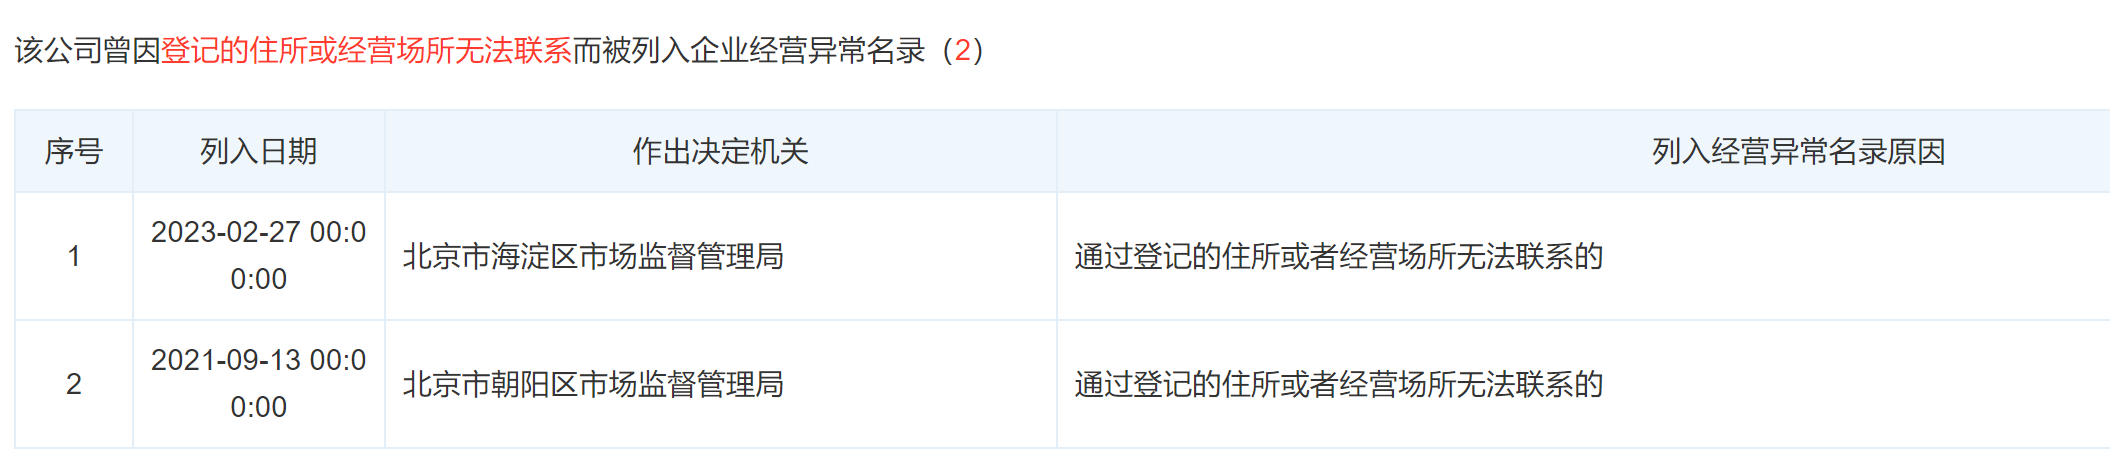 该公司曾因登记的住所或经营场所无法联系而被列入企业经营异常名录（2）
序号 列入日期 作出决定机关 列入经营异常名录原因
1 2023-02-27 00:0
0:00 北京市海淀区市场监督管理局 通过登记的住所或者经营场所无法联系的
2 2021-09-13 00:0
0:00 北京市朝阳区市场监督管理局 通过登记的住所或者经营场所无法联系的